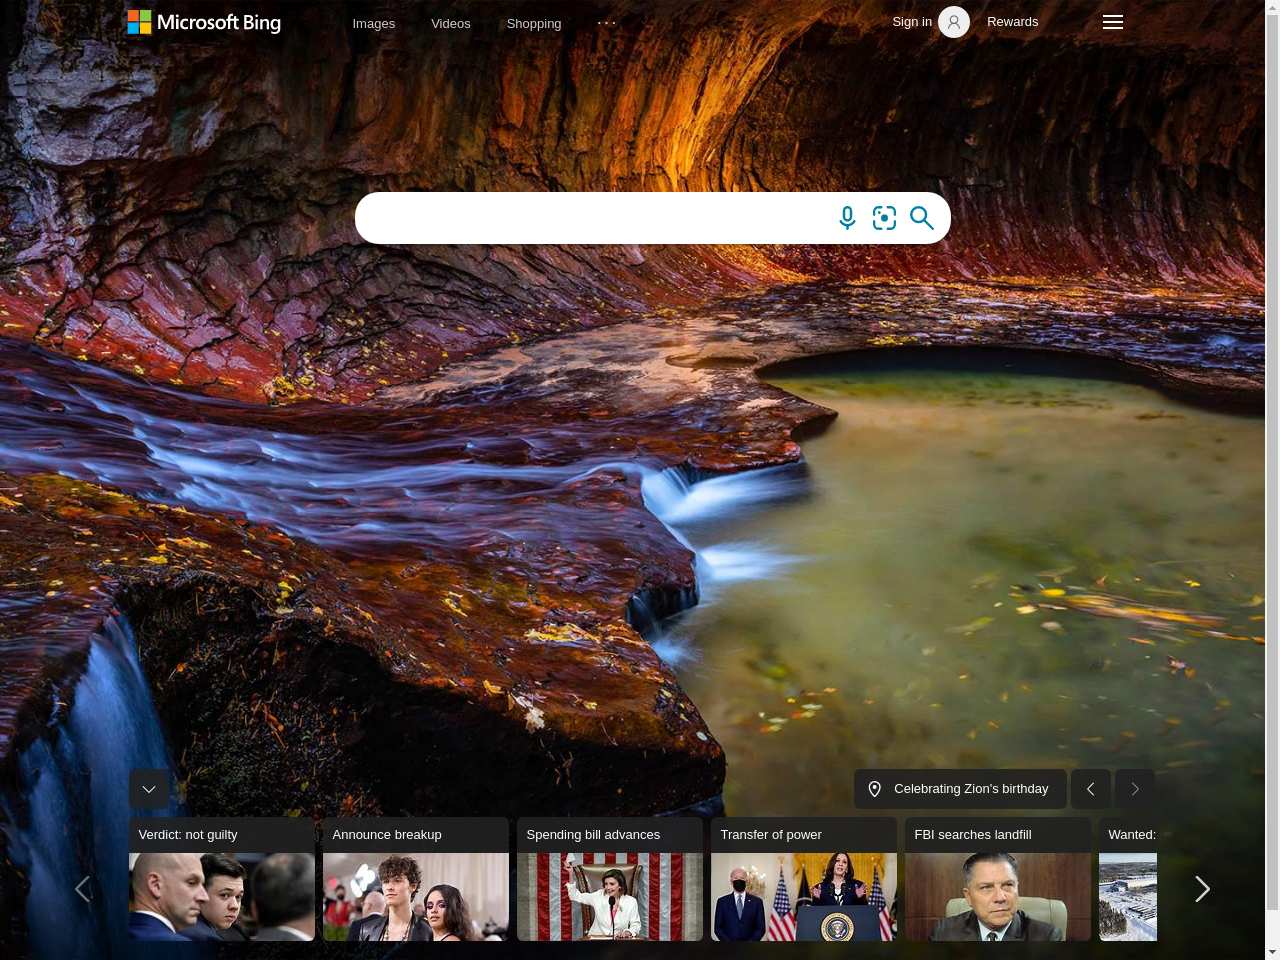 Microsoft Bing
Images
Videos
Shopping
Sign in
Rewards
Celebrating Zion's birthday
Verdict: not guilty
Announce breakup
Spending bill advances
Transfer of power
FBI searches landfill
Wanted: